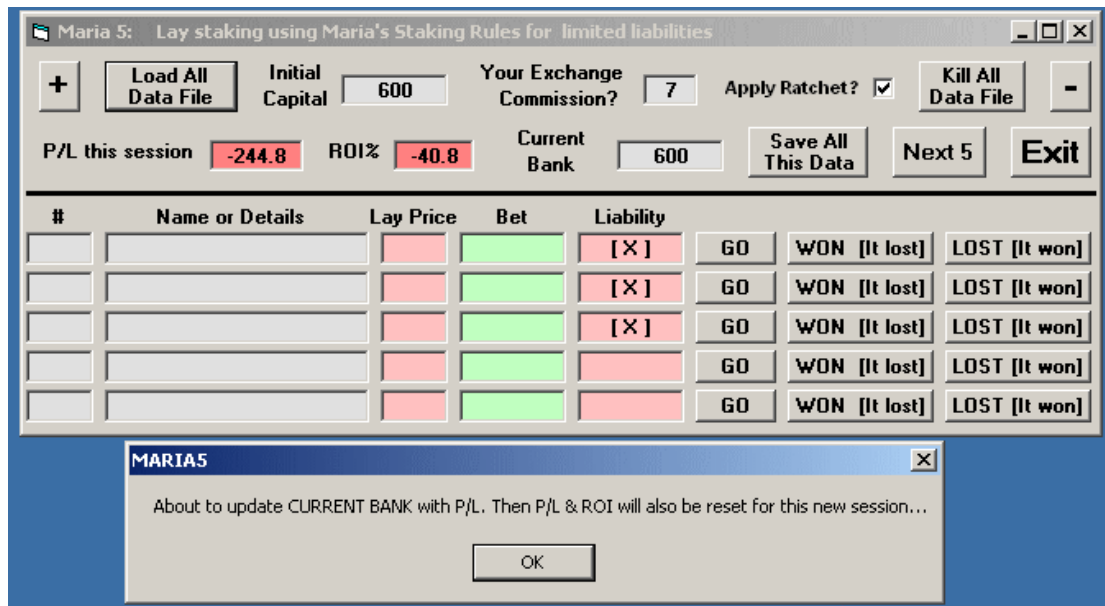 Maria 5: Lay staking using Maria's Staking Rules for limited liabilities
+ Load All Data File Initial Capital 600 Your Exchange Commission? 7 Apply Ratchet? Kill All Data File -
P/L this session -244.8 ROI% -40.8 Current Bank 600 Save All This Data Next 5 Exit
# Name or Details Lay Price Bet Liability
[ X ] GO WON [It lost] LOST [It won]
[ X ] GO WON [It lost] LOST [It won]
[ X ] GO WON [It lost] LOST [It won]
GO WON [It lost] LOST [It won]
GO WON [It lost] LOST [It won]
MARIA5
About to update CURRENT BANK with P/L. Then P/L & ROI will also be reset for this new session...
OK